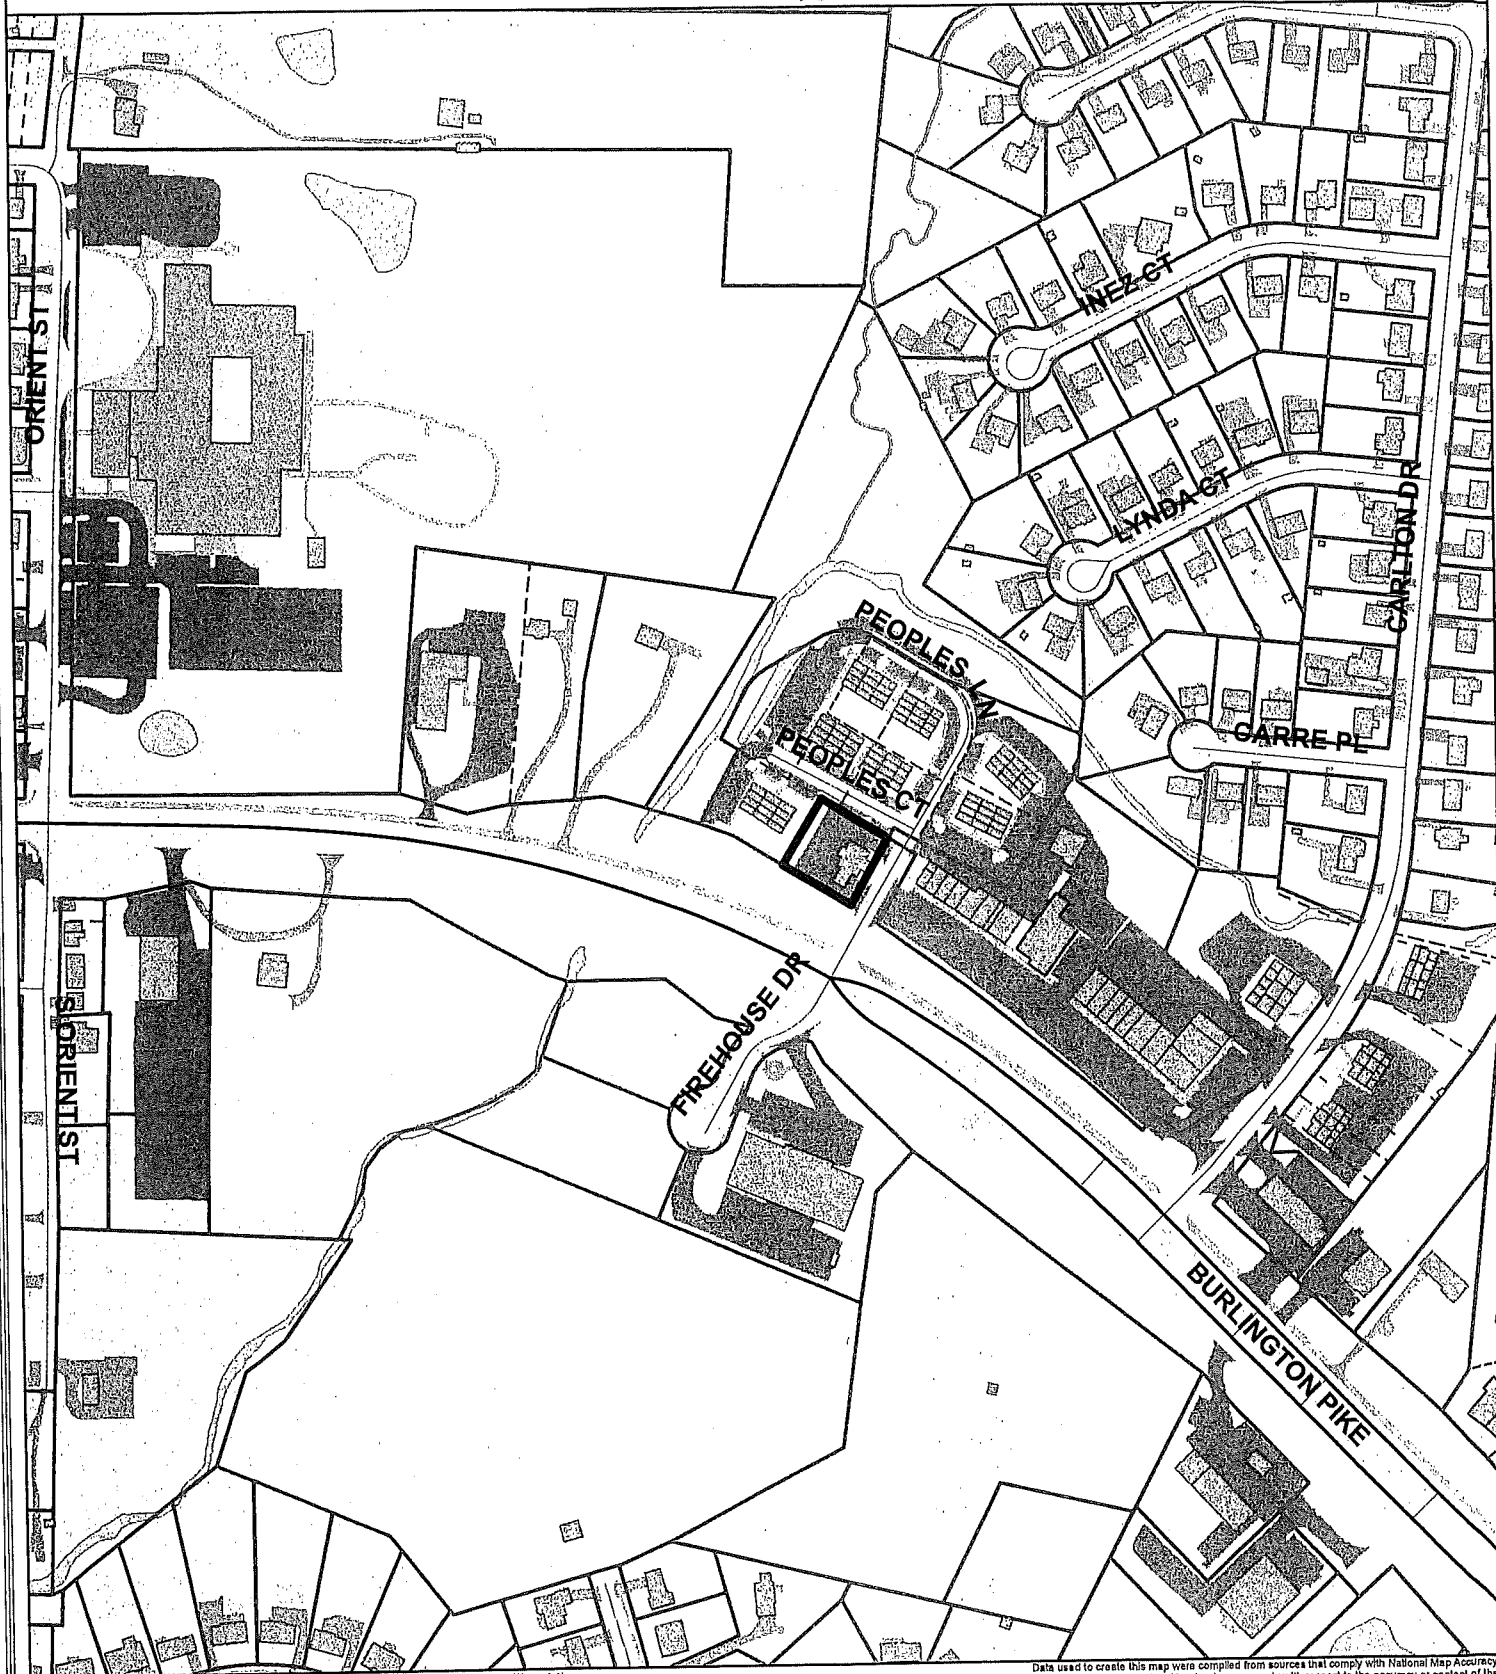 INEZ CT
ORIENT ST
LYNDA CT
CARLTON DR
PEOPLES LN
CARRE PL
PEOPLES CT
FIREHOUSE DR
S ORIENT ST
BURLINGTON PIKE
Data used to create this map were compiled from sources that comply with National Map Accuracy